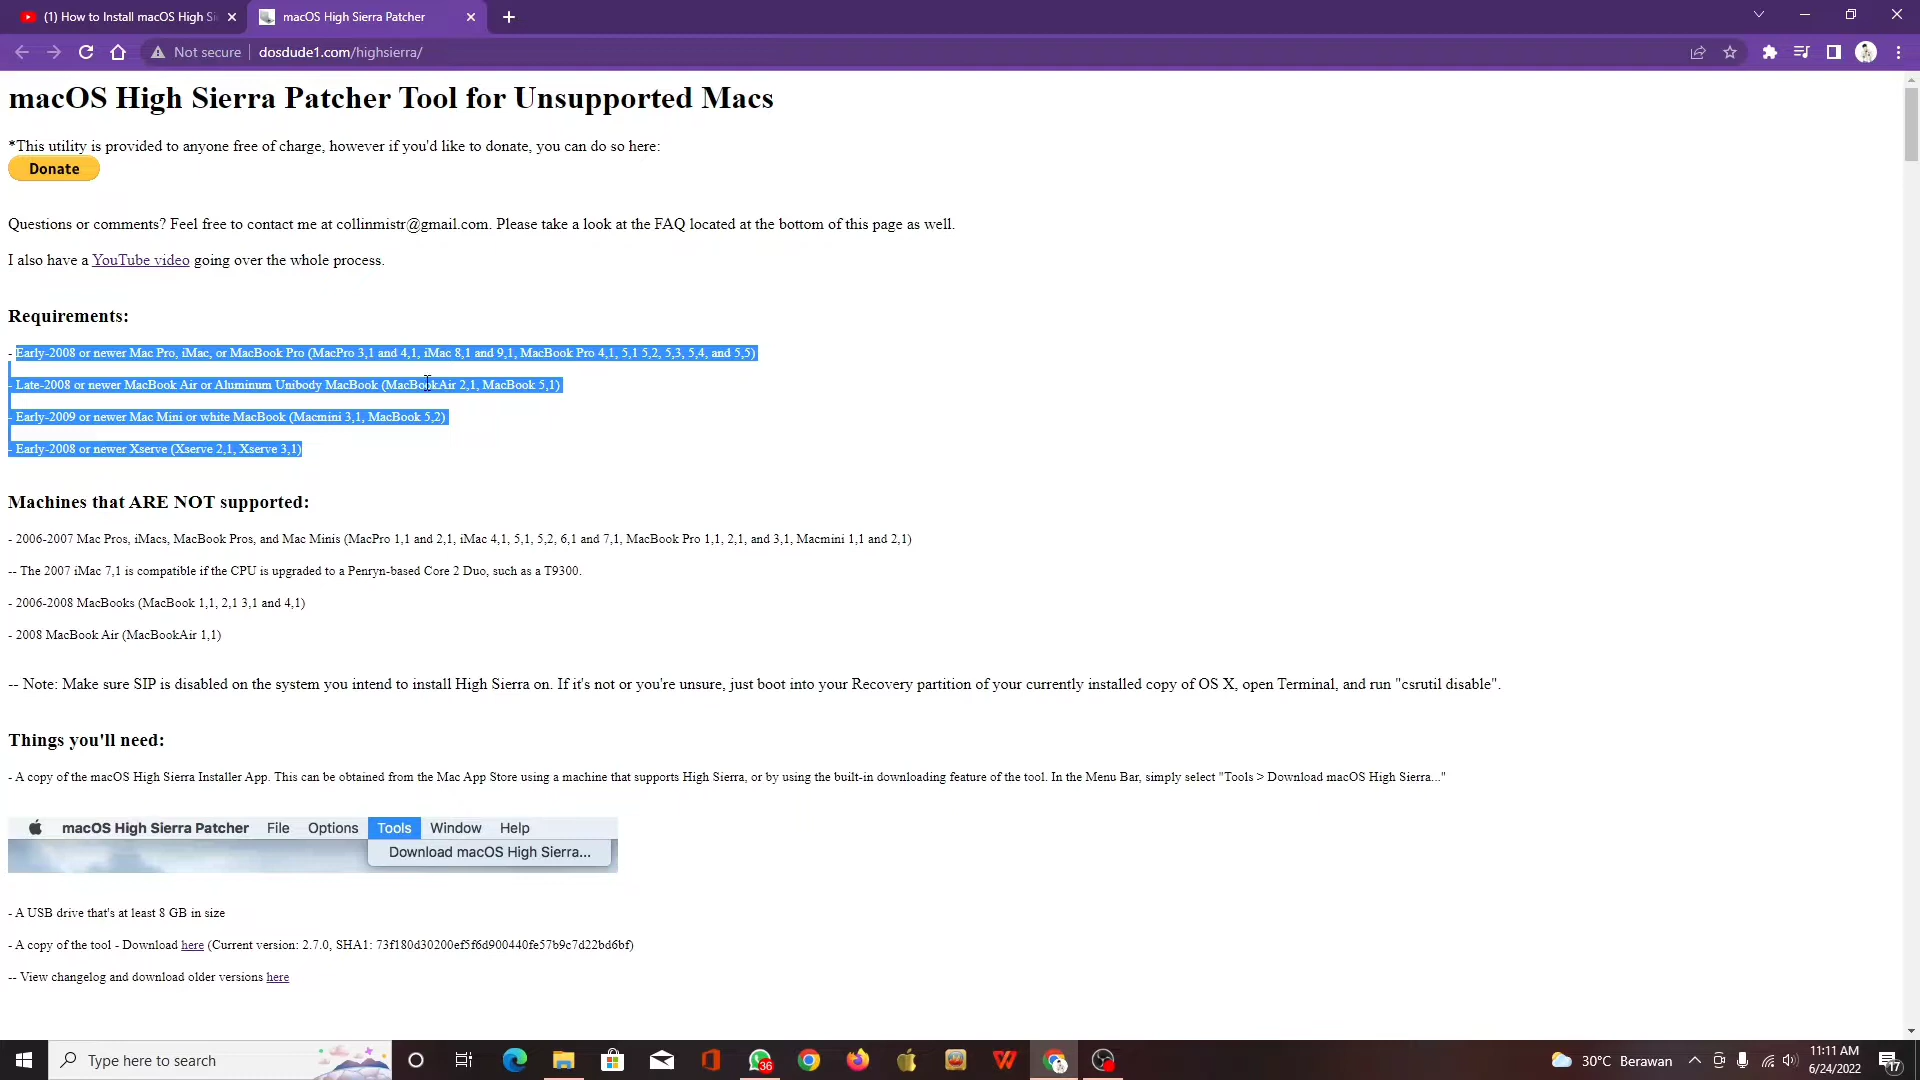 (1) How to Install macOS High Si
macOS High Sierra Patcher
Not secure
dosdude1.com/highsierra/
macOS High Sierra Patcher Tool for Unsupported Macs
*This utility is provided to anyone free of charge, however if you'd like to donate, you can do so here:
Donate
Questions or comments? Feel free to contact me at collinmistr@gmail.com. Please take a look at the FAQ located at the bottom of this page as well.
I also have a YouTube video going over the whole process.
Requirements:
- Early-2008 or newer Mac Pro, iMac, or MacBook Pro (MacPro 3,1 and 4,1, iMac 8,1 and 9,1, MacBook Pro 4,1, 5,1 5,2, 5,3, 5,4, and 5,5)
- Late-2008 or newer MacBook Air or Aluminum Unibody MacBook (MacBookAir 2,1, MacBook 5,1)
- Early-2009 or newer Mac Mini or white MacBook (Macmini 3,1, MacBook 5,2)
- Early-2008 or newer Xserve (Xserve 2,1, Xserve 3,1)
Machines that ARE NOT supported:
- 2006-2007 Mac Pros, iMacs, MacBook Pros, and Mac Minis (MacPro 1,1 and 2,1, iMac 4,1, 5,1, 5,2, 6,1 and 7,1, MacBook Pro 1,1, 2,1, and 3,1, Macmini 1,1 and 2,1)
-- The 2007 iMac 7,1 is compatible if the CPU is upgraded to a Penryn-based Core 2 Duo, such as a T9300.
- 2006-2008 MacBooks (MacBook 1,1, 2,1 3,1 and 4,1)
- 2008 MacBook Air (MacBookAir 1,1)
-- Note: Make sure SIP is disabled on the system you intend to install High Sierra on. If it's not or you're unsure, just boot into your Recovery partition of your currently installed copy of OS X, open Terminal, and run "csrutil disable".
Things you'll need:
- A copy of the macOS High Sierra Installer App. This can be obtained from the Mac App Store using a machine that supports High Sierra, or by using the built-in downloading feature of the tool. In the Menu Bar, simply select "Tools > Download macOS High Sierra..."
macOS High Sierra Patcher File Options Tools Window Help
Download macOS High Sierra...
- A USB drive that's at least 8 GB in size
- A copy of the tool - Download here (Current version: 2.7.0, SHA1: 73f180d30200ef5f6d900440fe57b9c7d22bd6bf)
-- View changelog and download older versions here
Type here to search
36
30°C Berawan
11:11 AM
6/24/2022
17